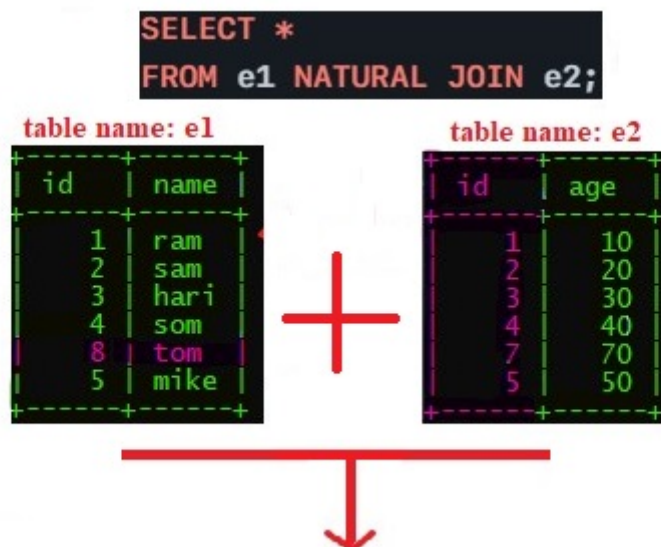 SELECT *
FROM e1 NATURAL JOIN e2;
table name: e1
id | name
1 | ram
2 | sam
3 | hari
4 | som
8 | tom
5 | mike
table name: e2
id | age
1 | 10
2 | 20
3 | 30
4 | 40
7 | 70
5 | 50